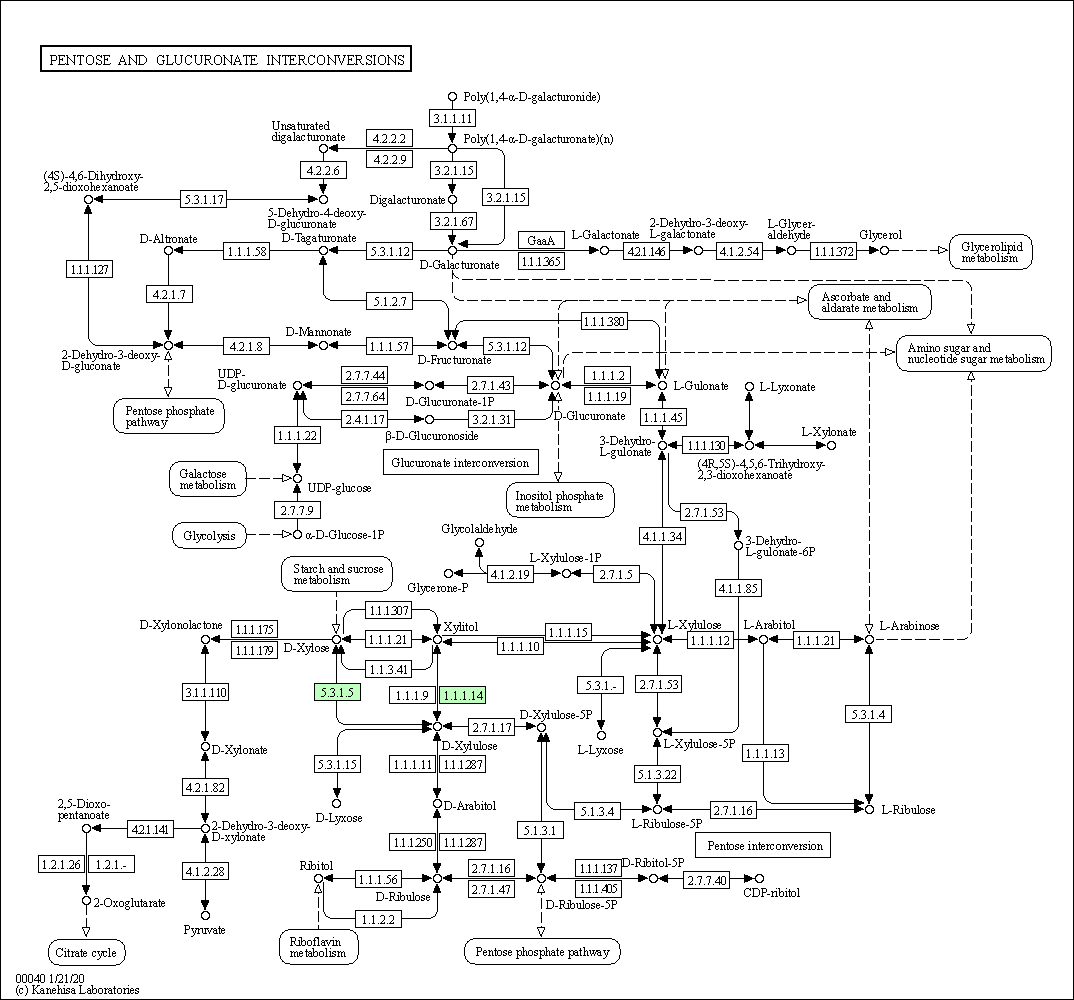 PENTOSE AND GLUCURONATE INTERCONVERSIONS
Poly(1,4-α-D-galacturonide)
3.1.1.11
Unsaturated
digalacturonate
4.2.2.2
Poly(1,4-α-D-galacturonate)(n)
4.2.2.9
4.2.2.6
3.2.1.15
(4S)-4,6-Dihydroxy-
2,5-dioxohexanoate
5.3.1.17
Digalacturonate
3.2.1.15
5-Dehydro-4-deoxy-
D-glucuronate
3.2.1.67
D-Altronate
D-Tagaturonate
1.1.1.58
5.3.1.12
D-Galacturonate
GaaA
1.1.1365
L-Galactonate
4.2.1.146
2-Dehydro-3-deoxy-
L-galactonate
4.1.2.54
L-Glycer-
aldehyde
1.1.1372
Glycerol
Glycerolipid
metabolism
1.1.1.127
4.2.1.7
5.1.2.7
Ascorbate and
aldarate metabolism
1.1.1.380
2-Dehydro-3-deoxy-
D-gluconate
4.2.1.8
D-Mannonate
1.1.1.57
D-Fructuronate
5.3.1.12
Amino sugar and
nucleotide sugar metabolism
UDP-
D-glucuronate
2.7.7.44
2.7.7.64
D-Glucuronate-1P
2.7.1.43
1.1.1.2
1.1.1.19
D-Glucuronate
L-Gulonate
L-Lyxonate
Pentose phosphate
pathway
2.4.1.17
β-D-Glucuronoside
3.2.1.31
1.1.1.45
1.1.1.22
3-Dehydro-
L-gulonate
1.1.1.130
L-Xylonate
(4R,5S)-4,5,6-Trihydroxy-
2,3-dioxohexanoate
Glucuronate interconversion
Galactose
metabolism
UDP-glucose
Inositol phosphate
metabolism
2.7.7.9
2.7.1.53
Glycolysis
α-D-Glucose-1P
Glycolaldehyde
4.1.1.34
3-Dehydro-
L-gulonate-6P
Starch and sucrose
metabolism
Glycerone-P
4.1.2.19
L-Xylulose-1P
2.7.1.5
4.1.1.85
1.1.1307
D-Xylonolactone
1.1.1.175
1.1.1.179
D-Xylose
1.1.1.21
1.1.3.41
Xylitol
1.1.1.15
1.1.1.10
L-Xylulose
1.1.1.12
L-Arabitol
1.1.1.21
L-Arabinose
3.1.1.110
5.3.1.5
1.1.1.9
1.1.1.14
5.3.1.-
2.7.1.53
5.3.1.4
D-Xylulose
2.7.1.17
D-Xylulose-5P
L-Lyxose
L-Xylulose-5P
1.1.1.13
D-Xylonate
5.3.1.15
1.1.1.11
1.1.1287
5.1.3.22
4.2.1.82
D-Lyxose
D-Arabitol
5.1.3.4
L-Ribulose-5P
2.7.1.16
L-Ribulose
2,5-Dioxo-
pentanoate
4.2.1.141
2-Dehydro-3-deoxy-
D-xylonate
5.1.3.1
1.1.1250
1.1.1287
Pentose interconversion
1.2.1.26
1.2.1.-
4.1.2.28
Ribitol
1.1.1.56
D-Ribulose
2.7.1.16
2.7.1.47
D-Ribulose-5P
1.1.1.137
1.1.1.405
D-Ribitol-5P
2.7.7.40
CDP-ribitol
2-Oxoglutarate
Pyruvate
1.1.2.2
Citrate cycle
Riboflavin
metabolism
Pentose phosphate pathway
00040 1/21/20
(c) Kanehisa Laboratories